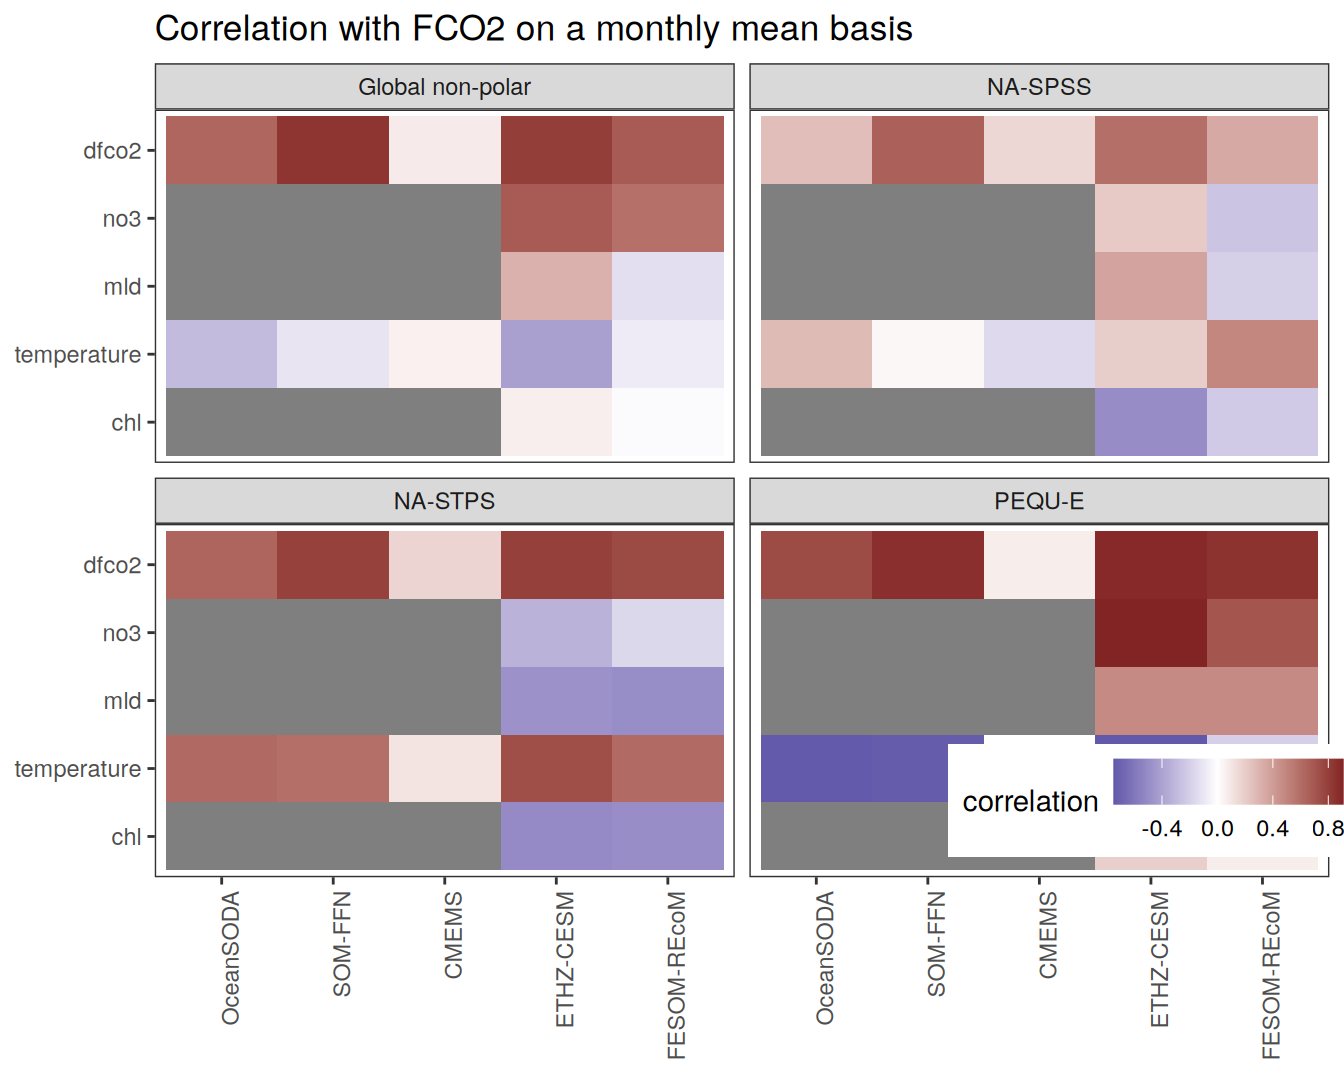 Correlation with FCO2 on a monthly mean basis
Global non-polar
NA-SPSS
dfco2
no3
mld
temperature
chl
NA-STPS
PEQU-E
dfco2
no3
mld
temperature
chl
correlation
-0.4 0.0 0.4 0.8
OceanSODA
SOM-FFN
CMEMS
ETHZ-CESM
FESOM-REcoM
OceanSODA
SOM-FFN
CMEMS
ETHZ-CESM
FESOM-REcoM